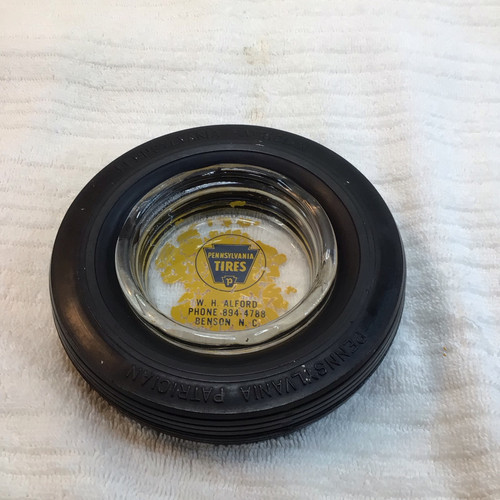 PENNSYLVANIA
TIRES
P
W. H. ALFORD
PHONE 894-4788
BENSON, N. C.
PENNSYLVANIA PATRICIAN